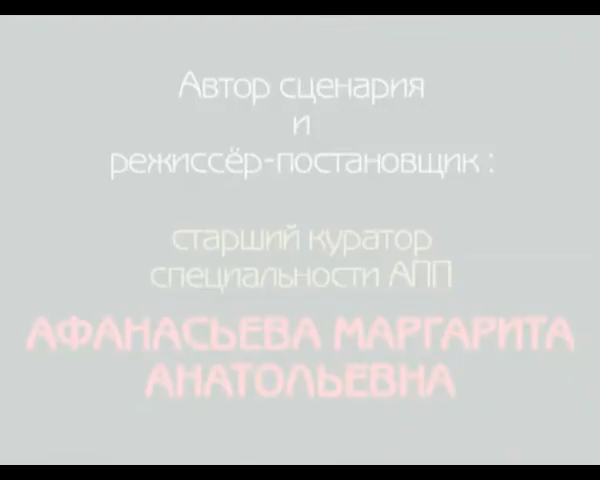 Автор сценария
и
режиссёр-постановщик :
старший куратор
специальности АПП
АФАНАСЬЕВА МАРГАРИТА
АНАТОЛЬЕВНА